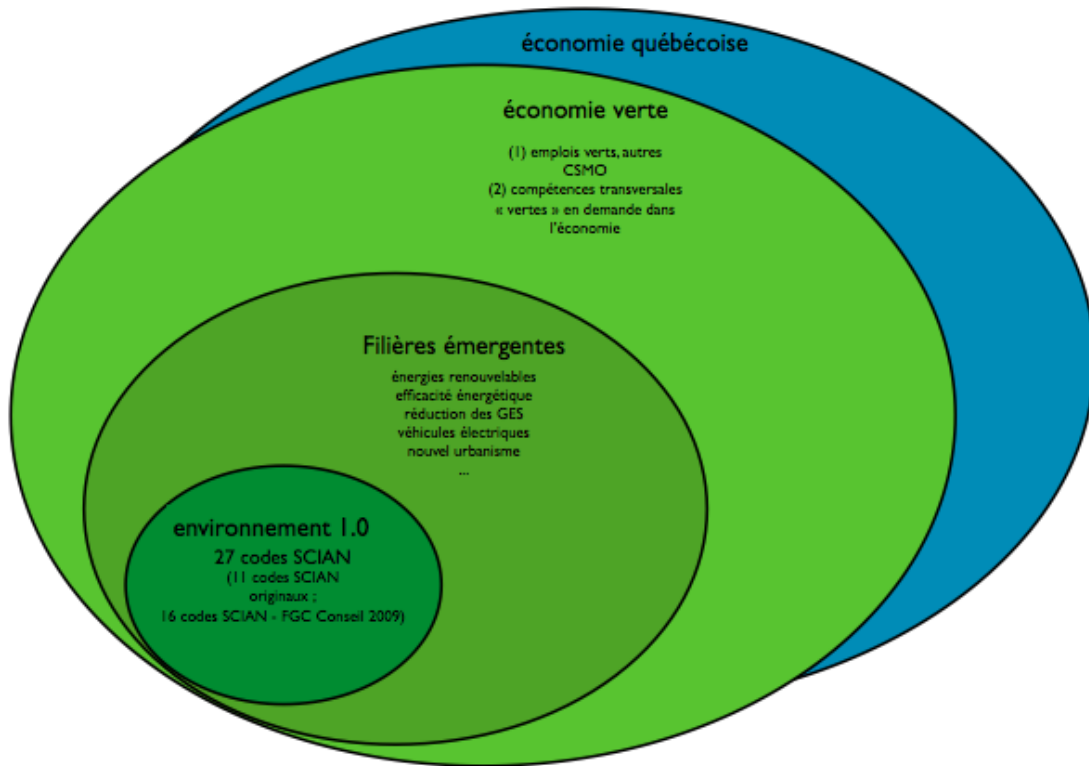 économie québécoise
économie verte
(1) emplois verts, autres
CSMO
(2) compétences transversales
« vertes » en demande dans
l'économie
Filières émergentes
énergies renouvelables
efficacité énergétique
réduction des GES
véhicules électriques
nouvel urbanisme
...
environnement 1.0
27 codes SCIAN
(11 codes SCIAN
originaux ;
16 codes SCIAN - FGC Conseil 2009)